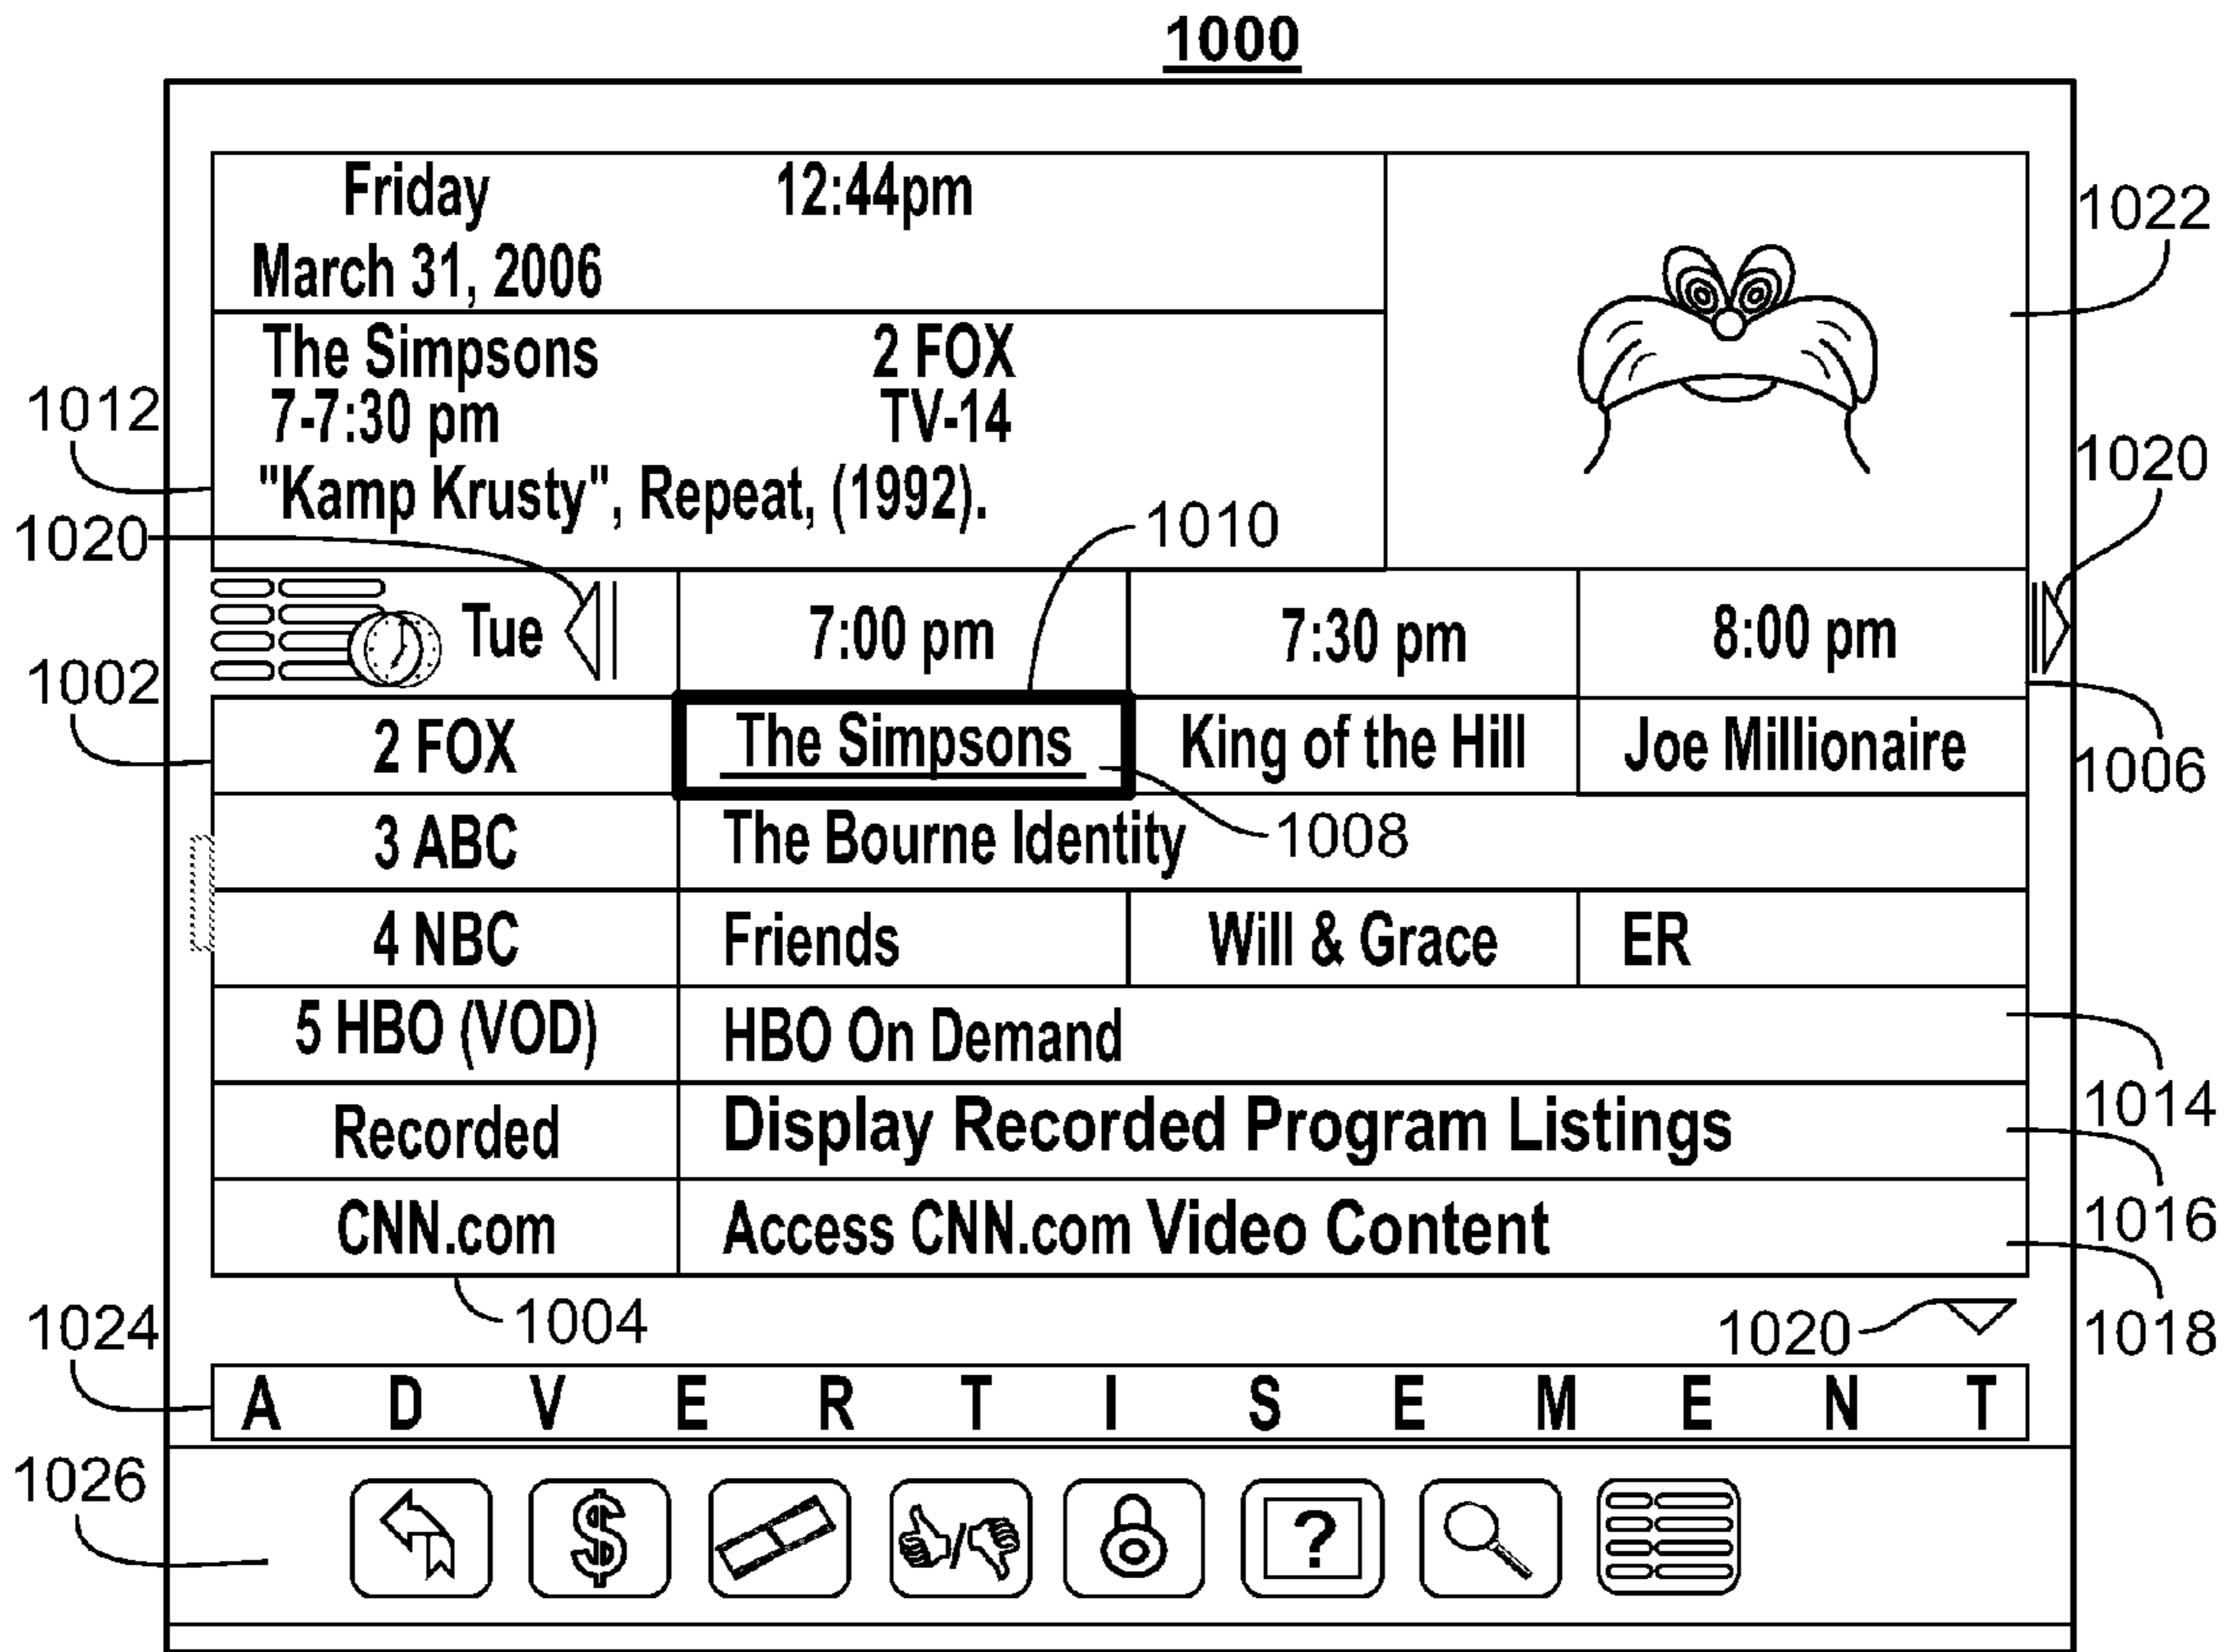 1000
Friday 12:44pm
March 31, 2006
1022
The Simpsons 2 FOX
1012
7-7:30 pm TV-14
1020
"Kamp Krusty", Repeat, (1992).
1010
1020
Tue 7:00 pm 7:30 pm 8:00 pm
1002
2 FOX The Simpsons King of the Hill Joe Millionaire
1006
3 ABC The Bourne Identity 1008
4 NBC Friends Will & Grace ER
5 HBO (VOD) HBO On Demand
1014
Recorded Display Recorded Program Listings
1016
CNN.com Access CNN.com Video Content
1024 1004 1020 1018
A D V E R T I S E M E N T
1026
$ / ?